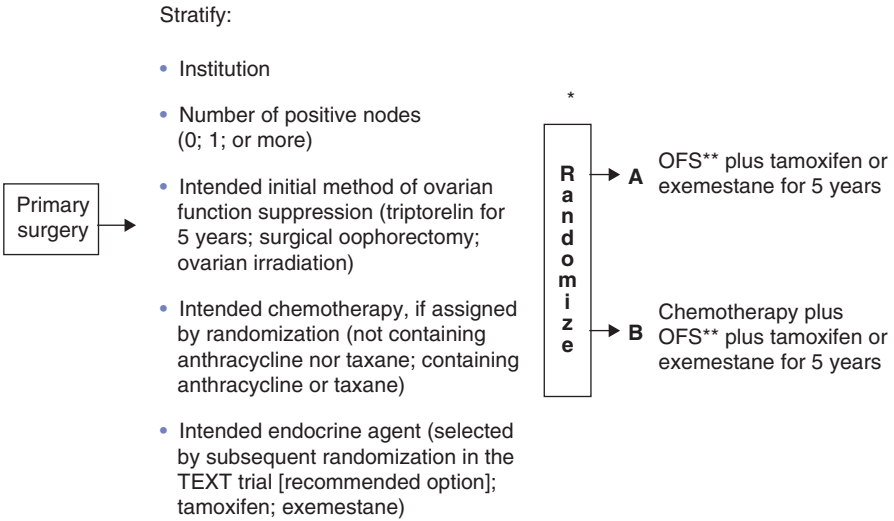 Stratify:
• Institution
• Number of positive nodes
(0; 1; or more)
• Intended initial method of ovarian
function suppression (triptorelin for
5 years; surgical oophorectomy;
ovarian irradiation)
• Intended chemotherapy, if assigned
by randomization (not containing
anthracycline nor taxane; containing
anthracycline or taxane)
• Intended endocrine agent (selected
by subsequent randomization in the
TEXT trial [recommended option];
tamoxifen; exemestane)
Primary
surgery
*
Randomize
A
OFS** plus tamoxifen or
exemestane for 5 years
B
Chemotherapy plus
OFS** plus tamoxifen or
exemestane for 5 years